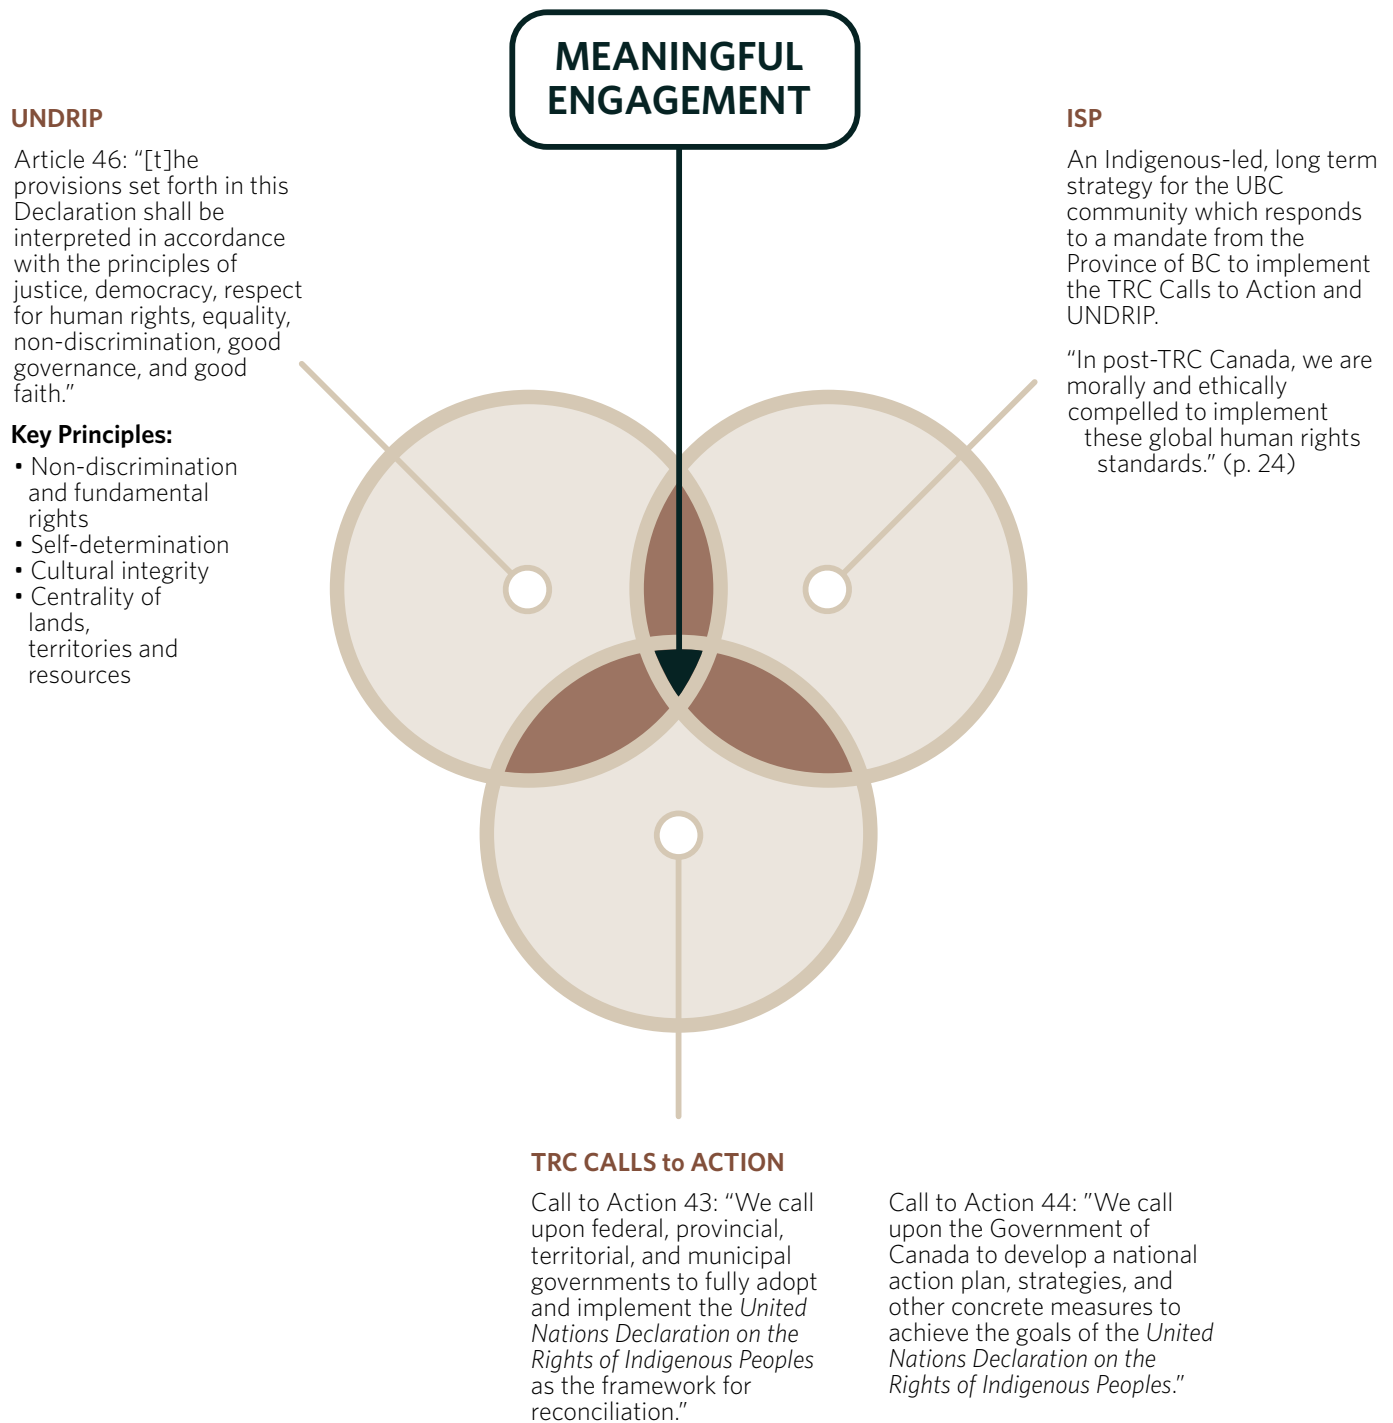 MEANINGFUL
ENGAGEMENT
UNDRIP
Article 46: “[t]he
provisions set forth in this
Declaration shall be
interpreted in accordance
with the principles of
justice, democracy, respect
for human rights, equality,
non-discrimination, good
governance, and good
faith.”
Key Principles:
• Non-discrimination
and fundamental
rights
• Self-determination
• Cultural integrity
• Centrality of
lands,
territories and
resources
ISP
An Indigenous-led, long term
strategy for the UBC
community which responds
to a mandate from the
Province of BC to implement
the TRC Calls to Action and
UNDRIP.
“In post-TRC Canada, we are
morally and ethically
compelled to implement
these global human rights
standards.” (p. 24)
TRC CALLS to ACTION
Call to Action 43: “We call
upon federal, provincial,
territorial, and municipal
governments to fully adopt
and implement the United
Nations Declaration on the
Rights of Indigenous Peoples
as the framework for
reconciliation.”
Call to Action 44: ”We call
upon the Government of
Canada to develop a national
action plan, strategies, and
other concrete measures to
achieve the goals of the United
Nations Declaration on the
Rights of Indigenous Peoples.”